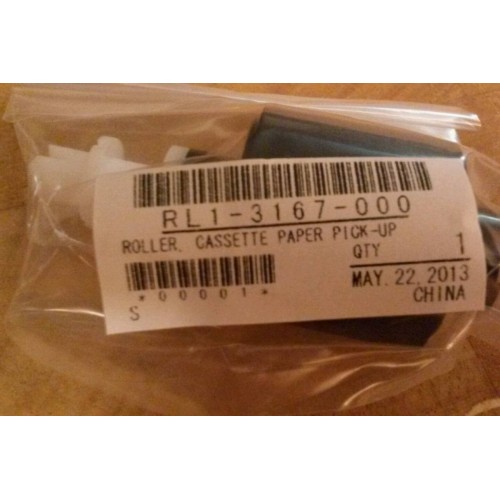 RL1-3167-000
ROLLER, CASSETTE PAPER PICK-UP
QTY 1
*00001*
MAY. 22, 2013
S
CHINA